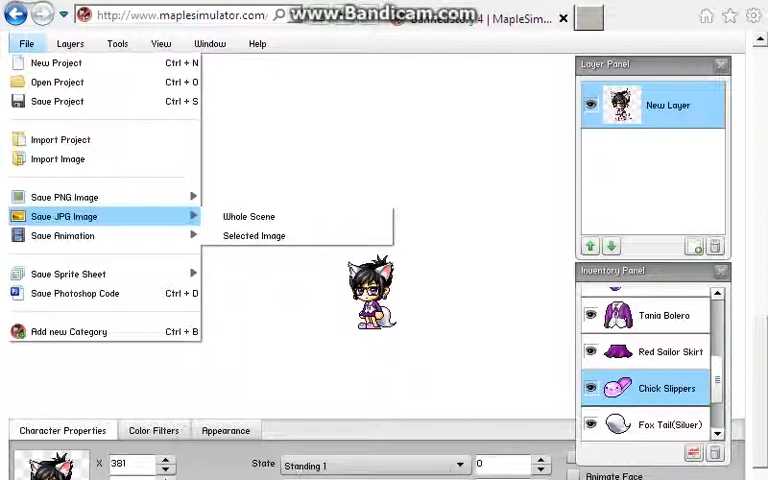 http://www.maplesimulator.com/
www.Bandicam.com
4 | MapleSim...
File Layers Tools View Window Help
New Project Ctrl + N
Open Project Ctrl + O
Save Project Ctrl + S
Import Project
Import Image
Save PNG Image
Save JPG Image
Whole Scene
Selected Image
Save Animation
Save Sprite Sheet
Save Photoshop Code Ctrl + D
Add new Category Ctrl + B
Layer Panel
New Layer
Inventory Panel
Tania Bolero
Red Sailor Skirt
Chick Slippers
Fox Tail(Silver)
Character Properties Color Filters Appearance
X 381 State Standing 1 0
Animate Face